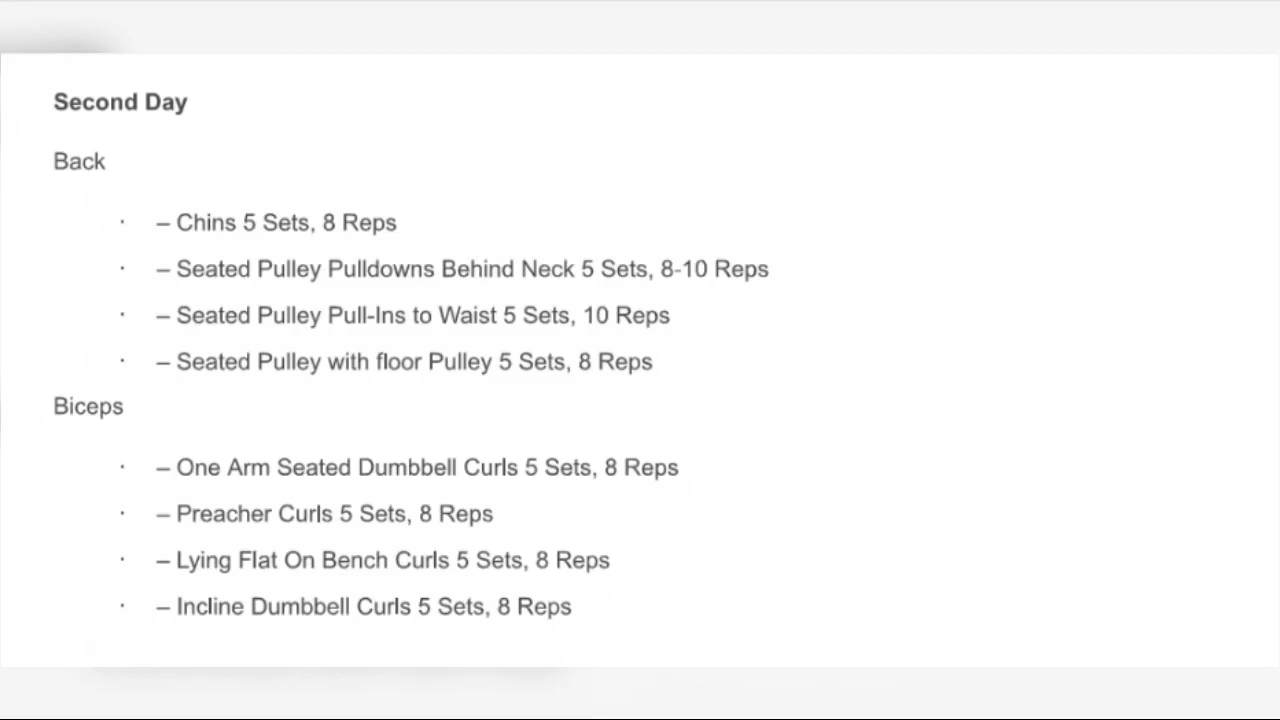 Second Day
Back
· – Chins 5 Sets, 8 Reps
· – Seated Pulley Pulldowns Behind Neck 5 Sets, 8-10 Reps
· – Seated Pulley Pull-Ins to Waist 5 Sets, 10 Reps
· – Seated Pulley with floor Pulley 5 Sets, 8 Reps
Biceps
· – One Arm Seated Dumbbell Curls 5 Sets, 8 Reps
· – Preacher Curls 5 Sets, 8 Reps
· – Lying Flat On Bench Curls 5 Sets, 8 Reps
· – Incline Dumbbell Curls 5 Sets, 8 Reps